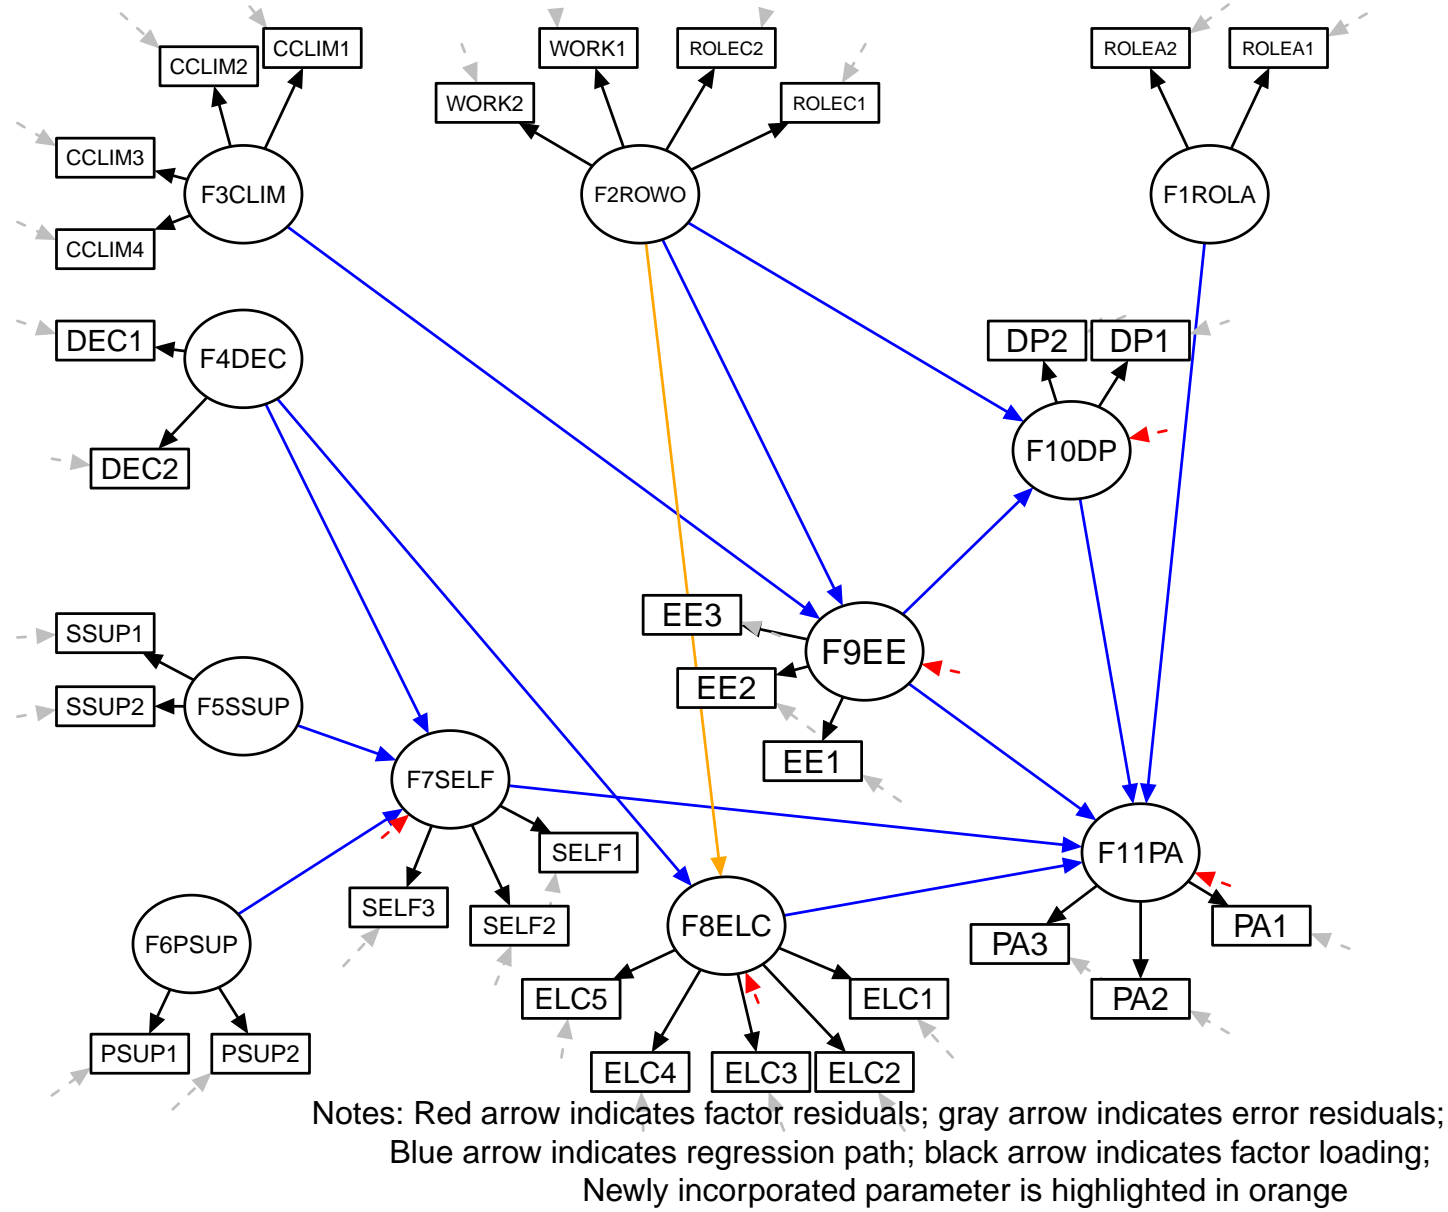 CCLIM1
WORK1
ROLEC2
ROLEA2
ROLEA1
CCLIM2
WORK2
ROLEC1
CCLIM3
F3CLIM
F2ROWO
F1ROLA
CCLIM4
DEC1
F4DEC
DP2
DP1
DEC2
F10DP
SSUP1
EE3
F9EE
SSUP2
F5SSUP
EE2
EE1
F7SELF
SELF1
F11PA
SELF3
SELF2
F8ELC
PA1
F6PSUP
PA3
ELC5
ELC1
PA2
PSUP1
PSUP2
ELC4
ELC3
ELC2
Notes: Red arrow indicates factor residuals; gray arrow indicates error residuals;
Blue arrow indicates regression path; black arrow indicates factor loading;
Newly incorporated parameter is highlighted in orange